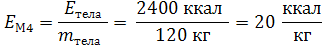 E_М4 = E_тела / m_тела = 2400 ккал / 120 кг = 20 ккал / кг